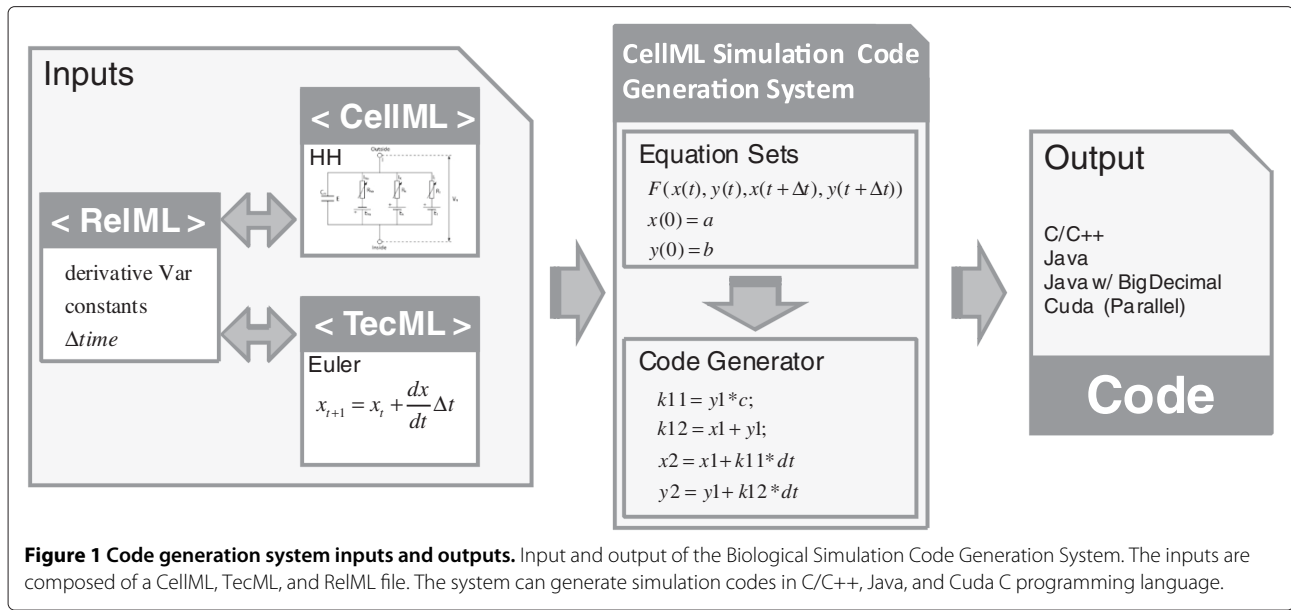 Inputs
< CellML >
HH
Outside
Inside
< RelML >
derivative Var
constants
Δtime
< TecML >
Euler
x_{t+1} = x_t + \frac{dx}{dt} Δt
CellML Simulation Code
Generation System
Equation Sets
F(x(t), y(t), x(t + Δt), y(t + Δt))
x(0) = a
y(0) = b
Code Generator
k11 = y1 * c;
k12 = x1 + y1;
x2 = x1 + k11 * dt
y2 = y1 + k12 * dt
Output
C/C++
Java
Java w/ BigDecimal
Cuda (Parallel)
Code
Figure 1 Code generation system inputs and outputs. Input and output of the Biological Simulation Code Generation System. The inputs are
composed of a CellML, TecML, and RelML file. The system can generate simulation codes in C/C++, Java, and Cuda C programming language.